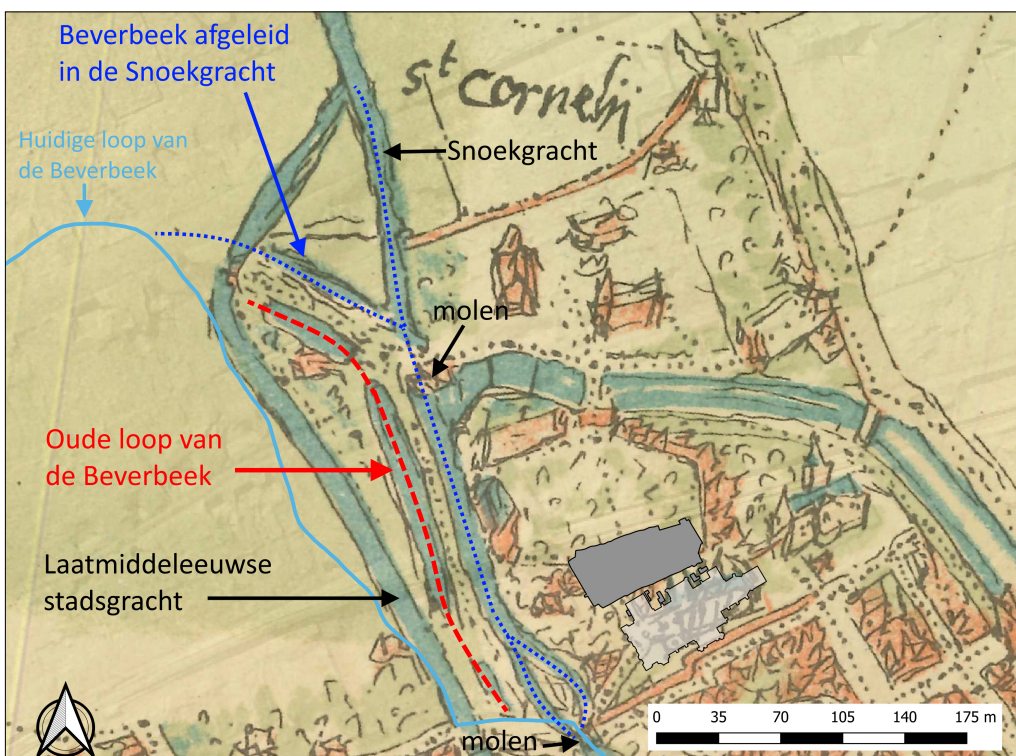 Beverbeek afgeleid
in de Snoekgracht
st Cornelij
Huidige loop van
de Beverbeek
Snoekgracht
molen
Oude loop van
de Beverbeek
Laatmiddeleeuwse
stadsgracht
molen
0 35 70 105 140 175 m